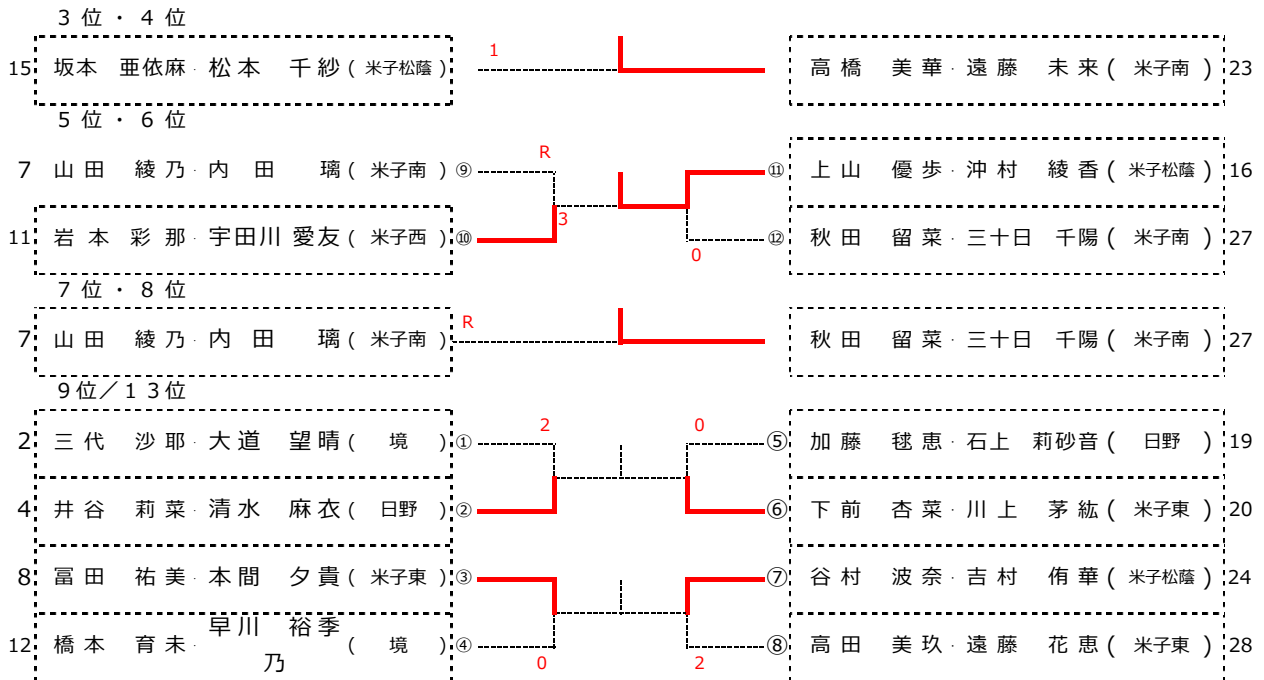 3位・4位
1
15 坂本 亜依麻・松本 千紗(米子松蔭) 高橋 美華・遠藤 未来(米子南) 23
5位・6位
R
7 山田 綾乃・内田 璃(米子南) ⑨ ⑪ 上山 優歩・沖村 綾香(米子松蔭) 16
3
11 岩本 彩那・宇田川 愛友(米子西) ⑩ ⑫ 秋田 留菜・三十日 千陽(米子南) 27
0
7位・8位
R
7 山田 綾乃・内田 璃(米子南) 秋田 留菜・三十日 千陽(米子南) 27
9位/13位
2 0
2 三代 沙耶・大道 望晴(境) ① ⑤ 加藤 毬恵・石上 莉砂音(日野) 19
4 井谷 莉菜・清水 麻衣(日野) ② ⑥ 下前 杏菜・川上 茅紘(米子東) 20
8 冨田 祐美・本間 夕貴(米子東) ③ ⑦ 谷村 波奈・吉村 侑華(米子松蔭) 24
12 橋本 育未・早川 裕季乃(境) ④ ⑧ 高田 美玖・遠藤 花恵(米子東) 28
0 2